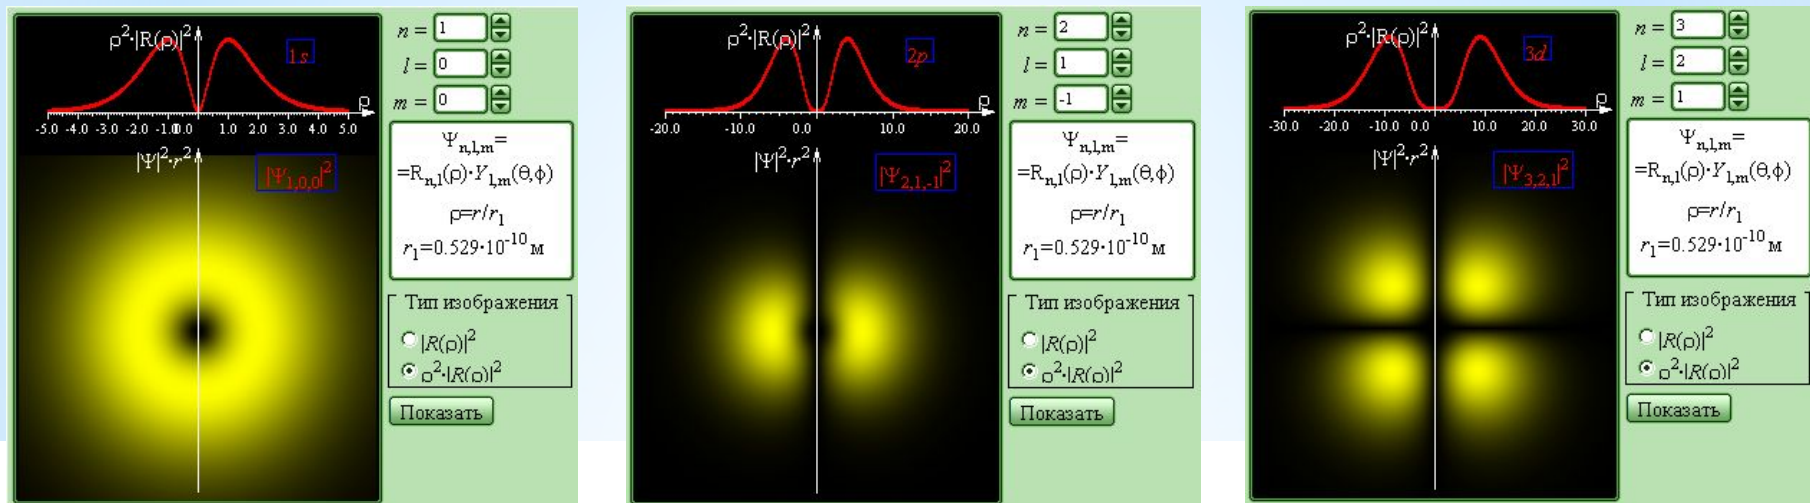 ρ²·|R(ρ)|²
1s
ρ
-5.0 -4.0 -3.0 -2.0 -1.0 0.0 1.0 2.0 3.0 4.0 5.0
|Ψ|²·r²
|Ψ1,0,0|²
n = 1
l = 0
m = 0
Ψn,l,m=
=Rn,l(ρ)·Yl,m(θ,ϕ)
ρ=r/r1
r1=0.529·10⁻¹⁰ м
Тип изображения
|R(ρ)|²
ρ²·|R(ρ)|²
Показать
ρ²·|R(ρ)|²
2p
ρ
-20.0 -10.0 0.0 10.0 20.0
|Ψ|²·r²
|Ψ2,1,-1|²
n = 2
l = 1
m = -1
Ψn,l,m=
=Rn,l(ρ)·Yl,m(θ,ϕ)
ρ=r/r1
r1=0.529·10⁻¹⁰ м
Тип изображения
|R(ρ)|²
ρ²·|R(ρ)|²
Показать
ρ²·|R(ρ)|²
3d
ρ
-30.0 -20.0 -10.0 0.0 10.0 20.0 30.0
|Ψ|²·r²
|Ψ3,2,1|²
n = 3
l = 2
m = 1
Ψn,l,m=
=Rn,l(ρ)·Yl,m(θ,ϕ)
ρ=r/r1
r1=0.529·10⁻¹⁰ м
Тип изображения
|R(ρ)|²
ρ²·|R(ρ)|²
Показать